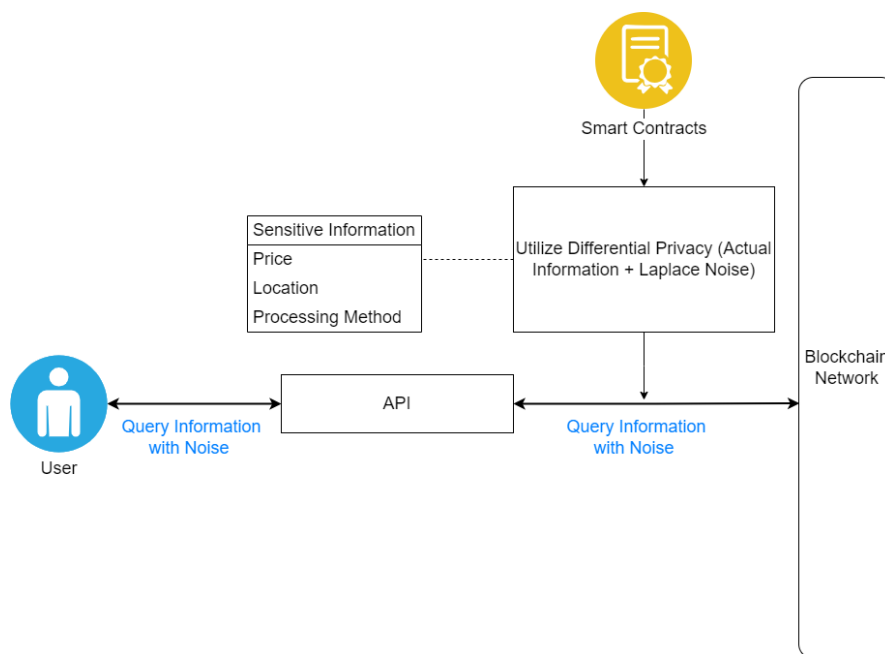 Smart Contracts
Sensitive Information
Price
Location
Processing Method
Utilize Differential Privacy (Actual
Information + Laplace Noise)
Blockchain
Network
User
Query Information
with Noise
API
Query Information
with Noise